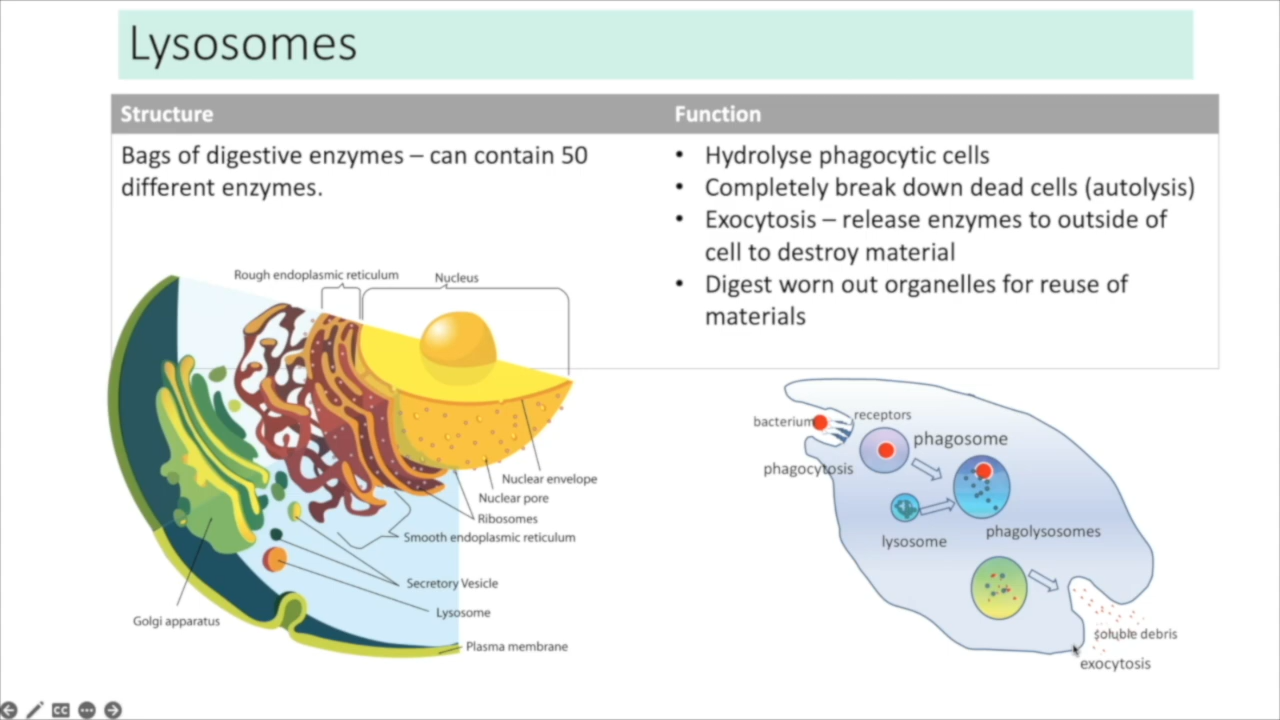 Lysosomes
Structure
Function
Bags of digestive enzymes – can contain 50
different enzymes.
• Hydrolyse phagocytic cells
• Completely break down dead cells (autolysis)
• Exocytosis – release enzymes to outside of
cell to destroy material
• Digest worn out organelles for reuse of
materials
Rough endoplasmic reticulum
Nucleus
Nuclear envelope
Nuclear pore
Ribosomes
Smooth endoplasmic reticulum
Secretory Vesicle
Lysosome
Golgi apparatus
Plasma membrane
bacterium
receptors
phagosome
phagocytosis
lysosome
phagolysosomes
soluble debris
exocytosis
CC